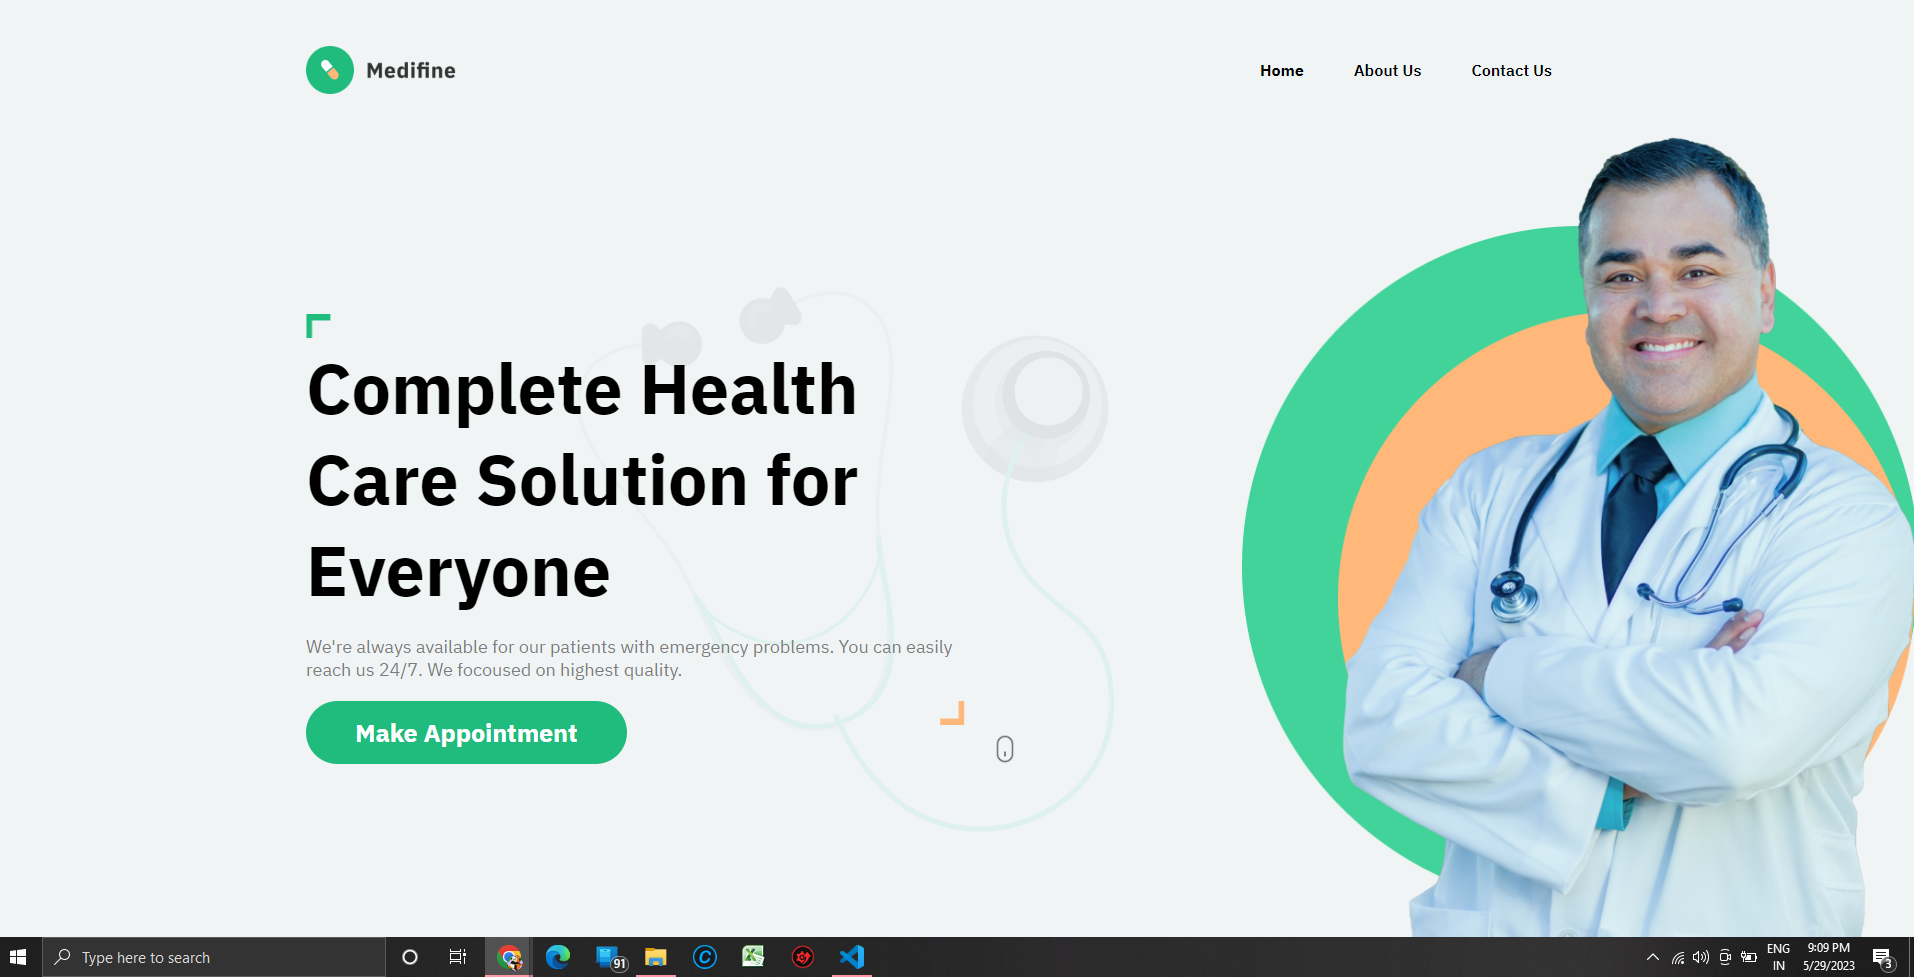 Medifine
Home
About Us
Contact Us
Complete Health
Care Solution for
Everyone
We're always available for our patients with emergency problems. You can easily
reach us 24/7. We focoused on highest quality.
Make Appointment
Type here to search
91
ENG
IN
9:09 PM
5/29/2023
3